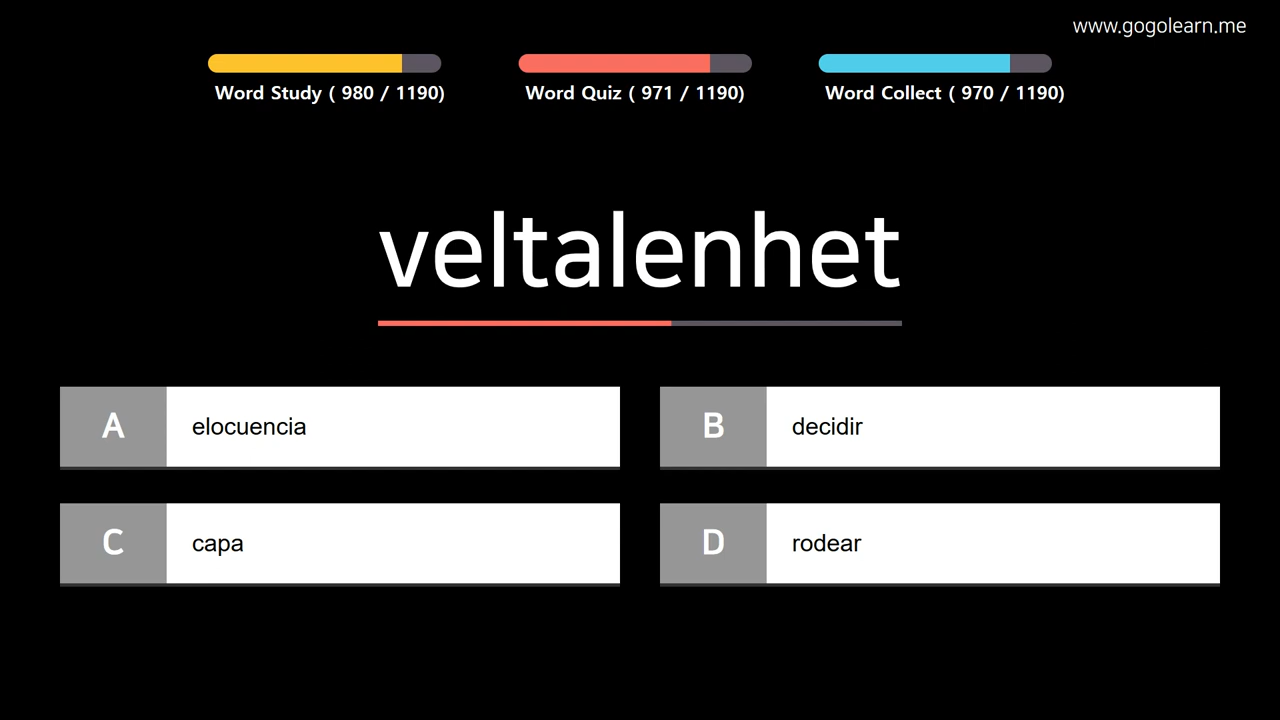 www.gogolearn.me
Word Study ( 980 / 1190)
Word Quiz ( 971 / 1190)
Word Collect ( 970 / 1190)
veltalenhet
A elocuencia
B decidir
C capa
D rodear